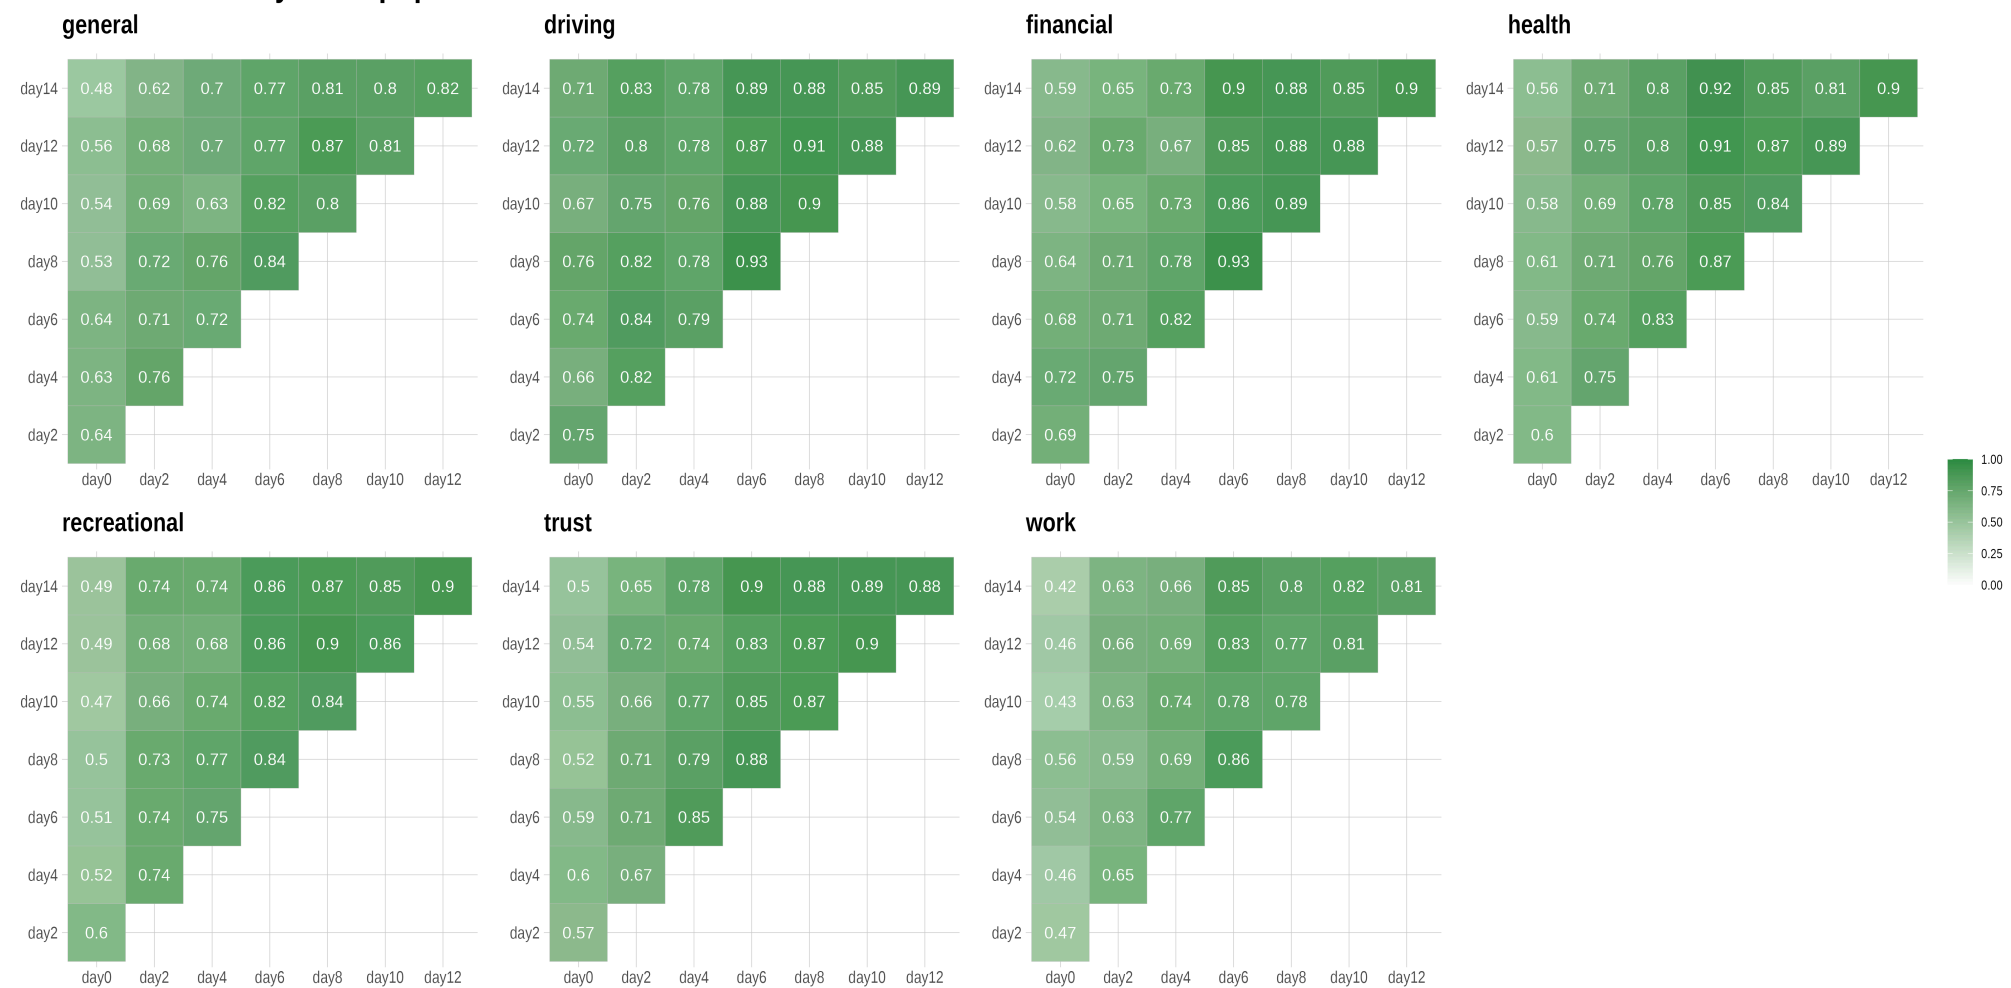 general driving financial health
day14 0.48 0.62 0.7 0.77 0.81 0.8 0.82 day14 0.71 0.83 0.78 0.89 0.88 0.85 0.89 day14 0.59 0.65 0.73 0.9 0.88 0.85 0.9 day14 0.56 0.71 0.8 0.92 0.85 0.81 0.9
day12 0.56 0.68 0.7 0.77 0.87 0.81 day12 0.72 0.8 0.78 0.87 0.91 0.88 day12 0.62 0.73 0.67 0.85 0.88 0.88 day12 0.57 0.75 0.8 0.91 0.87 0.89
day10 0.54 0.69 0.63 0.82 0.8 day10 0.67 0.75 0.76 0.88 0.9 day10 0.58 0.65 0.73 0.86 0.89 day10 0.58 0.69 0.78 0.85 0.84
day8 0.53 0.72 0.76 0.84 day8 0.76 0.82 0.78 0.93 day8 0.64 0.71 0.78 0.93 day8 0.61 0.71 0.76 0.87
day6 0.64 0.71 0.72 day6 0.74 0.84 0.79 day6 0.68 0.71 0.82 day6 0.59 0.74 0.83
day4 0.63 0.76 day4 0.66 0.82 day4 0.72 0.75 day4 0.61 0.75
day2 0.64 day2 0.75 day2 0.69 day2 0.6
day0 day2 day4 day6 day8 day10 day12 day0 day2 day4 day6 day8 day10 day12 day0 day2 day4 day6 day8 day10 day12 day0 day2 day4 day6 day8 day10 day12
1.00
0.75
0.50
0.25
0.00
recreational trust work
day14 0.49 0.74 0.74 0.86 0.87 0.85 0.9 day14 0.5 0.65 0.78 0.9 0.88 0.89 0.88 day14 0.42 0.63 0.66 0.85 0.8 0.82 0.81
day12 0.49 0.68 0.68 0.86 0.9 0.86 day12 0.54 0.72 0.74 0.83 0.87 0.9 day12 0.46 0.66 0.69 0.83 0.77 0.81
day10 0.47 0.66 0.74 0.82 0.84 day10 0.55 0.66 0.77 0.85 0.87 day10 0.43 0.63 0.74 0.78 0.78
day8 0.5 0.73 0.77 0.84 day8 0.52 0.71 0.79 0.88 day8 0.56 0.59 0.69 0.86
day6 0.51 0.74 0.75 day6 0.59 0.71 0.85 day6 0.54 0.63 0.77
day4 0.52 0.74 day4 0.6 0.67 day4 0.46 0.65
day2 0.6 day2 0.57 day2 0.47
day0 day2 day4 day6 day8 day10 day12 day0 day2 day4 day6 day8 day10 day12 day0 day2 day4 day6 day8 day10 day12